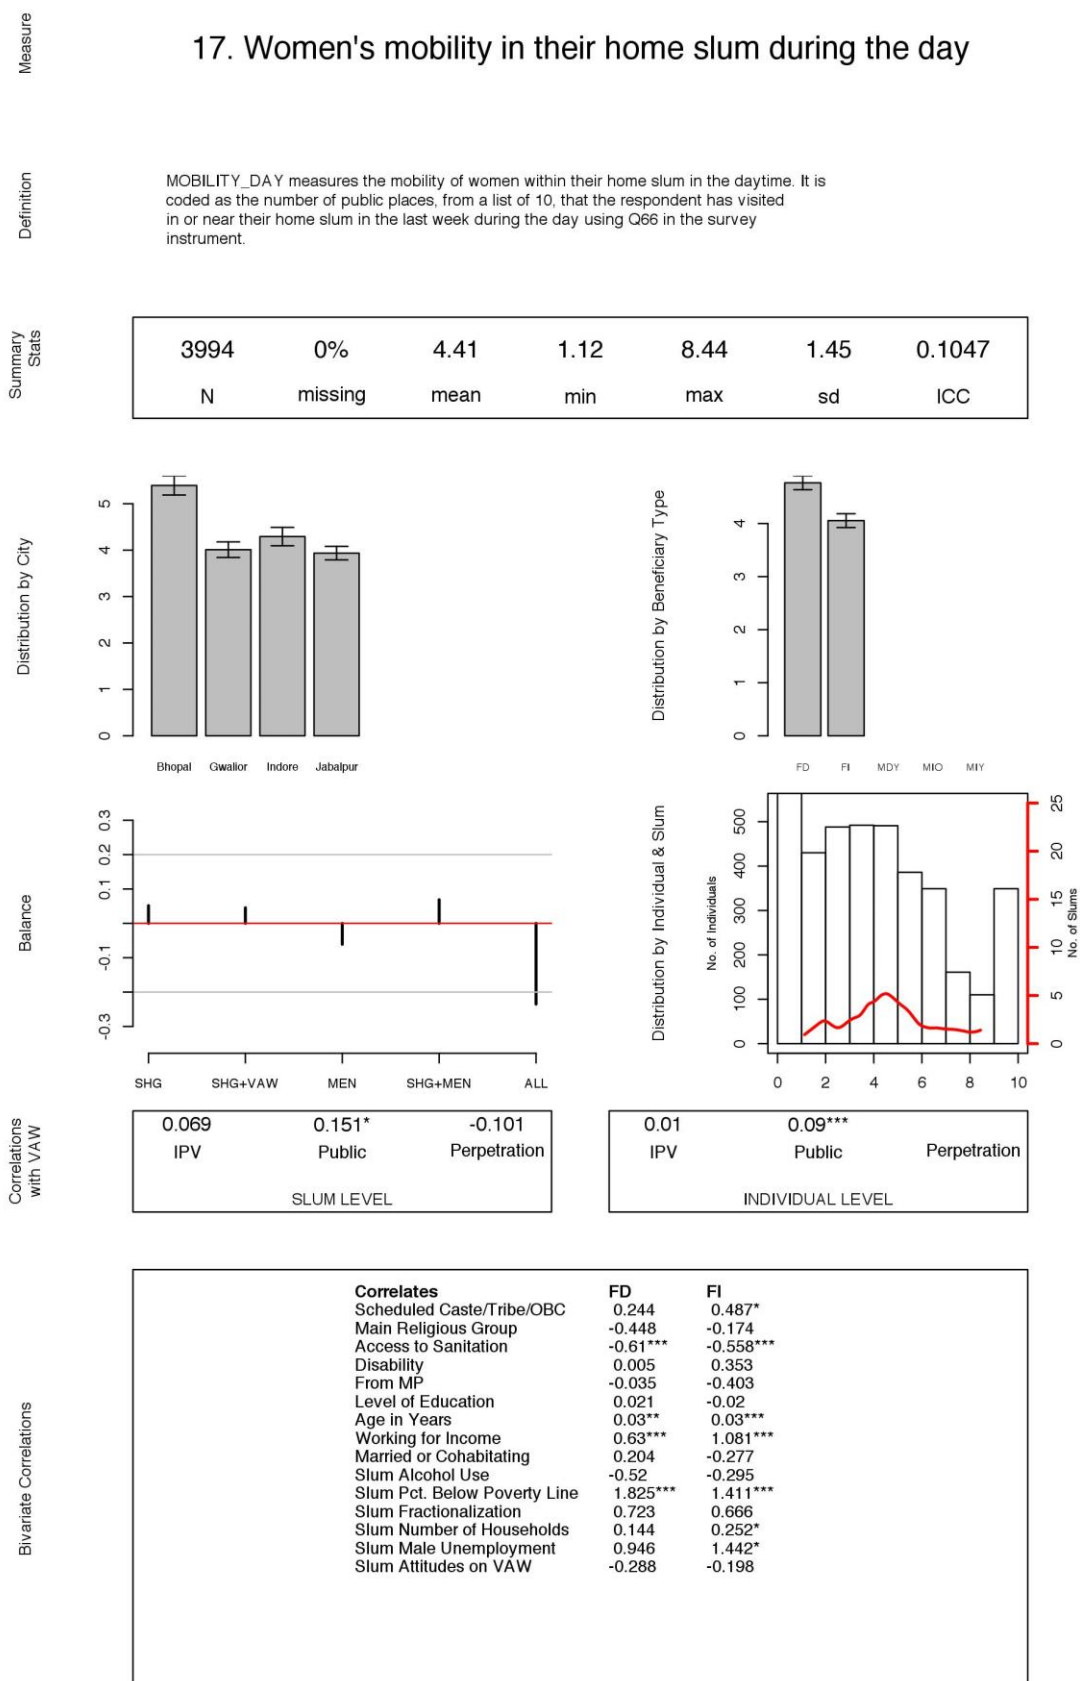 Measure
17. Women's mobility in their home slum during the day
Definition
MOBILITY_DAY measures the mobility of women within their home slum in the daytime. It is
coded as the number of public places, from a list of 10, that the respondent has visited
in or near their home slum in the last week during the day using Q66 in the survey
instrument.
Summary
Stats
3994 0% 4.41 1.12 8.44 1.45 0.1047
N missing mean min max sd ICC
Distribution by City
5
4
3
2
1
0
Bhopal Gwalior Indore Jabalpur
Distribution by Beneficiary Type
4
3
2
1
0
FD FI MDY MIO MIY
Balance
0.3
0.2
0.1
-0.1
-0.3
SHG SHG+VAW MEN SHG+MEN ALL
Distribution by Individual & Slum
No. of Individuals
500
400
300
200
100
0
0 2 4 6 8 10
25
20
15
10
5
0
No. of Slums
Correlations
with VAW
0.069 0.151* -0.101
IPV Public Perpetration
SLUM LEVEL
0.01 0.09***
IPV Public Perpetration
INDIVIDUAL LEVEL
Bivariate Correlations
Correlates FD FI
Scheduled Caste/Tribe/OBC 0.244 0.487*
Main Religious Group -0.448 -0.174
Access to Sanitation -0.61*** -0.558***
Disability 0.005 0.353
From MP -0.035 -0.403
Level of Education 0.021 -0.02
Age in Years 0.03** 0.03***
Working for Income 0.63*** 1.081***
Married or Cohabitating 0.204 -0.277
Slum Alcohol Use -0.52 -0.295
Slum Pct. Below Poverty Line 1.825*** 1.411***
Slum Fractionalization 0.723 0.666
Slum Number of Households 0.144 0.252*
Slum Male Unemployment 0.946 1.442*
Slum Attitudes on VAW -0.288 -0.198